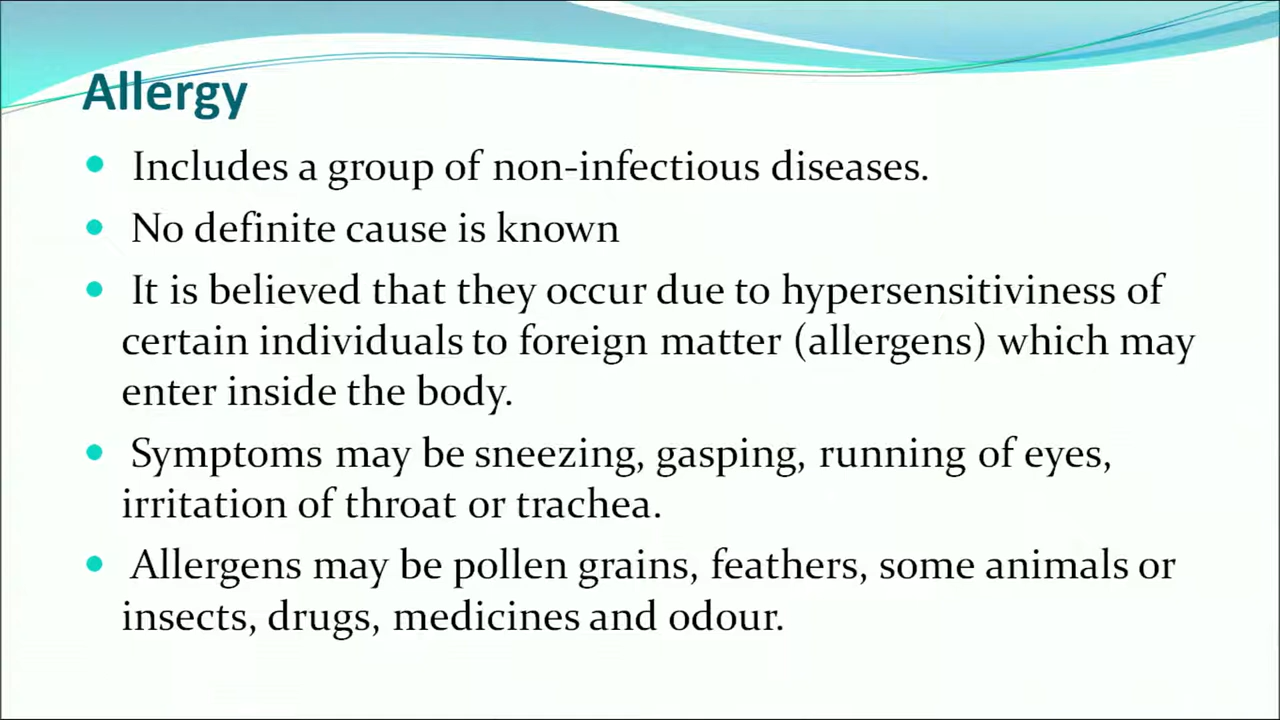 Allergy
• Includes a group of non-infectious diseases.
• No definite cause is known
• It is believed that they occur due to hypersensitiviness of
certain individuals to foreign matter (allergens) which may
enter inside the body.
• Symptoms may be sneezing, gasping, running of eyes,
irritation of throat or trachea.
• Allergens may be pollen grains, feathers, some animals or
insects, drugs, medicines and odour.